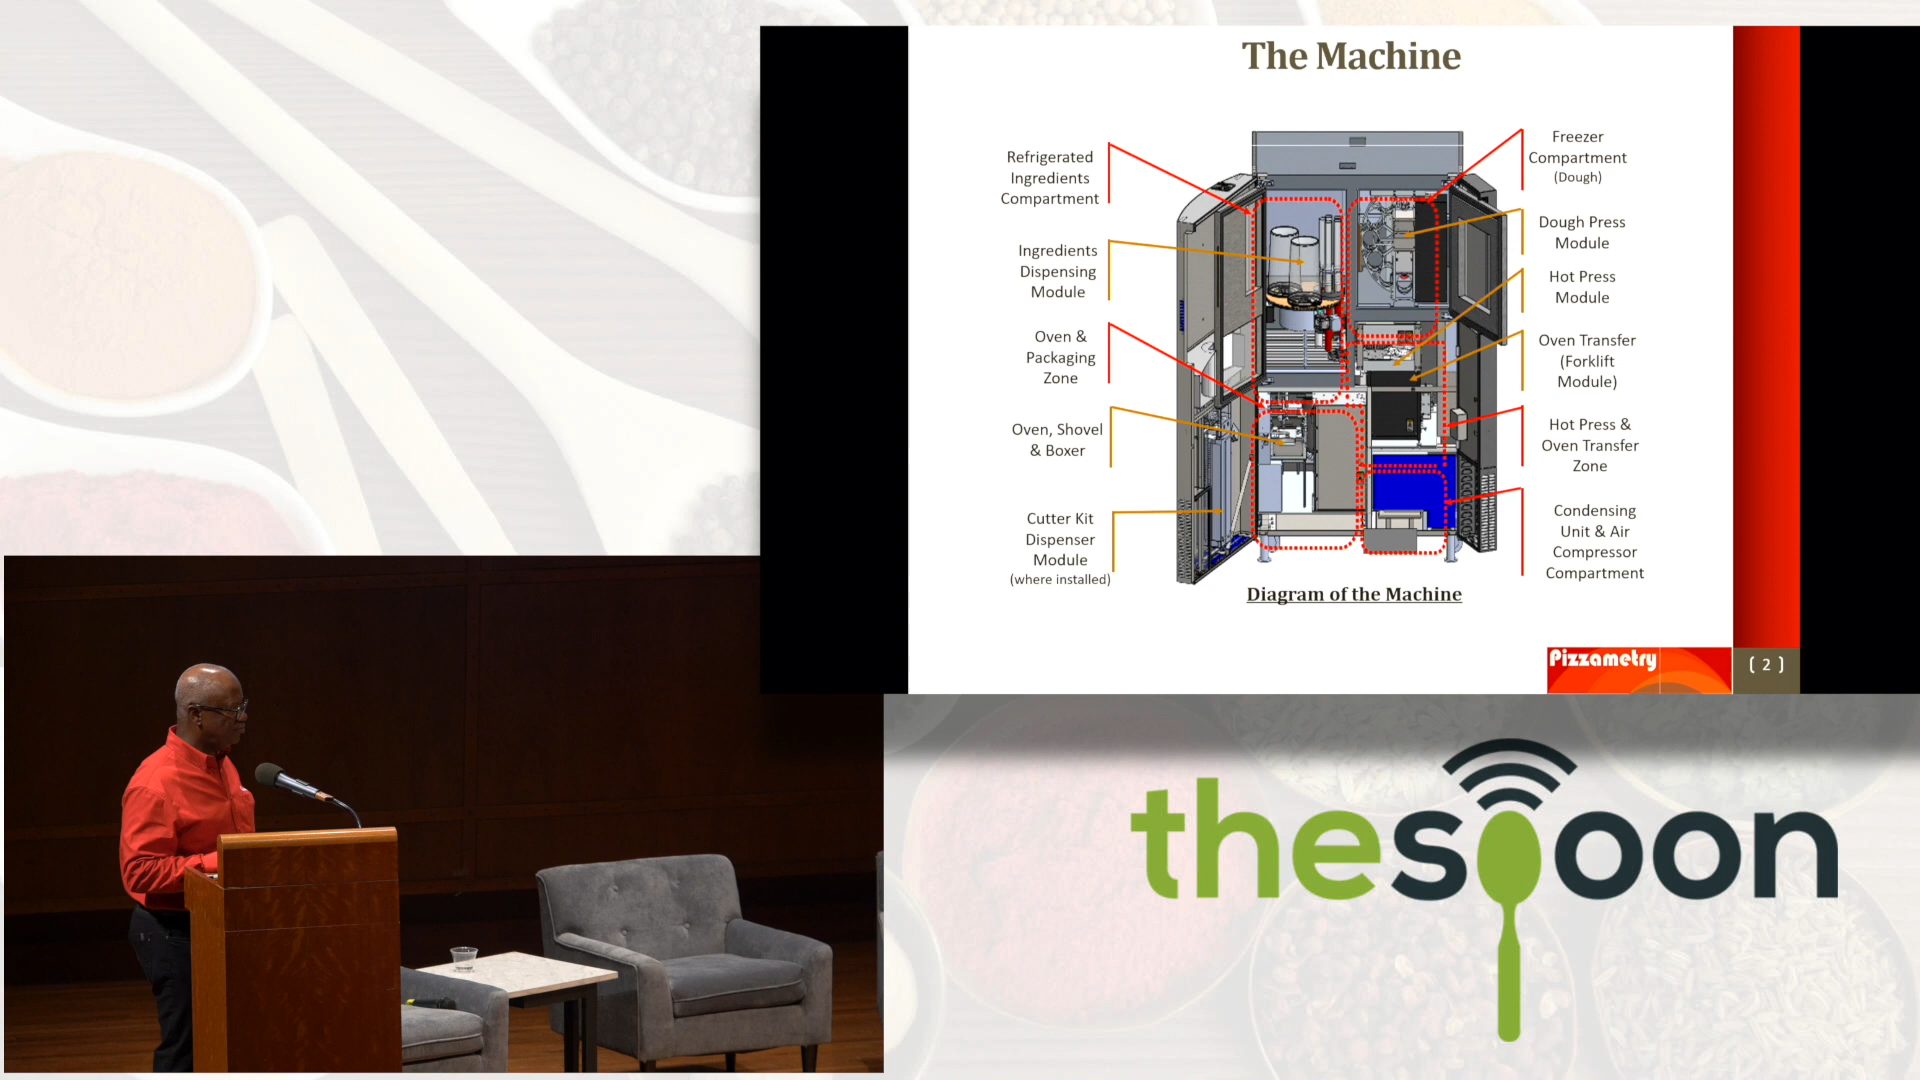 The Machine
Refrigerated
Ingredients
Compartment
Ingredients
Dispensing
Module
Oven &
Packaging
Zone
Oven, Shovel
& Boxer
Cutter Kit
Dispenser
Module
(where installed)
Freezer
Compartment
(Dough)
Dough Press
Module
Hot Press
Module
Oven Transfer
(Forklift
Module)
Hot Press &
Oven Transfer
Zone
Condensing
Unit & Air
Compressor
Compartment
Diagram of the Machine
Pizzametry
( 2 )
thespoon